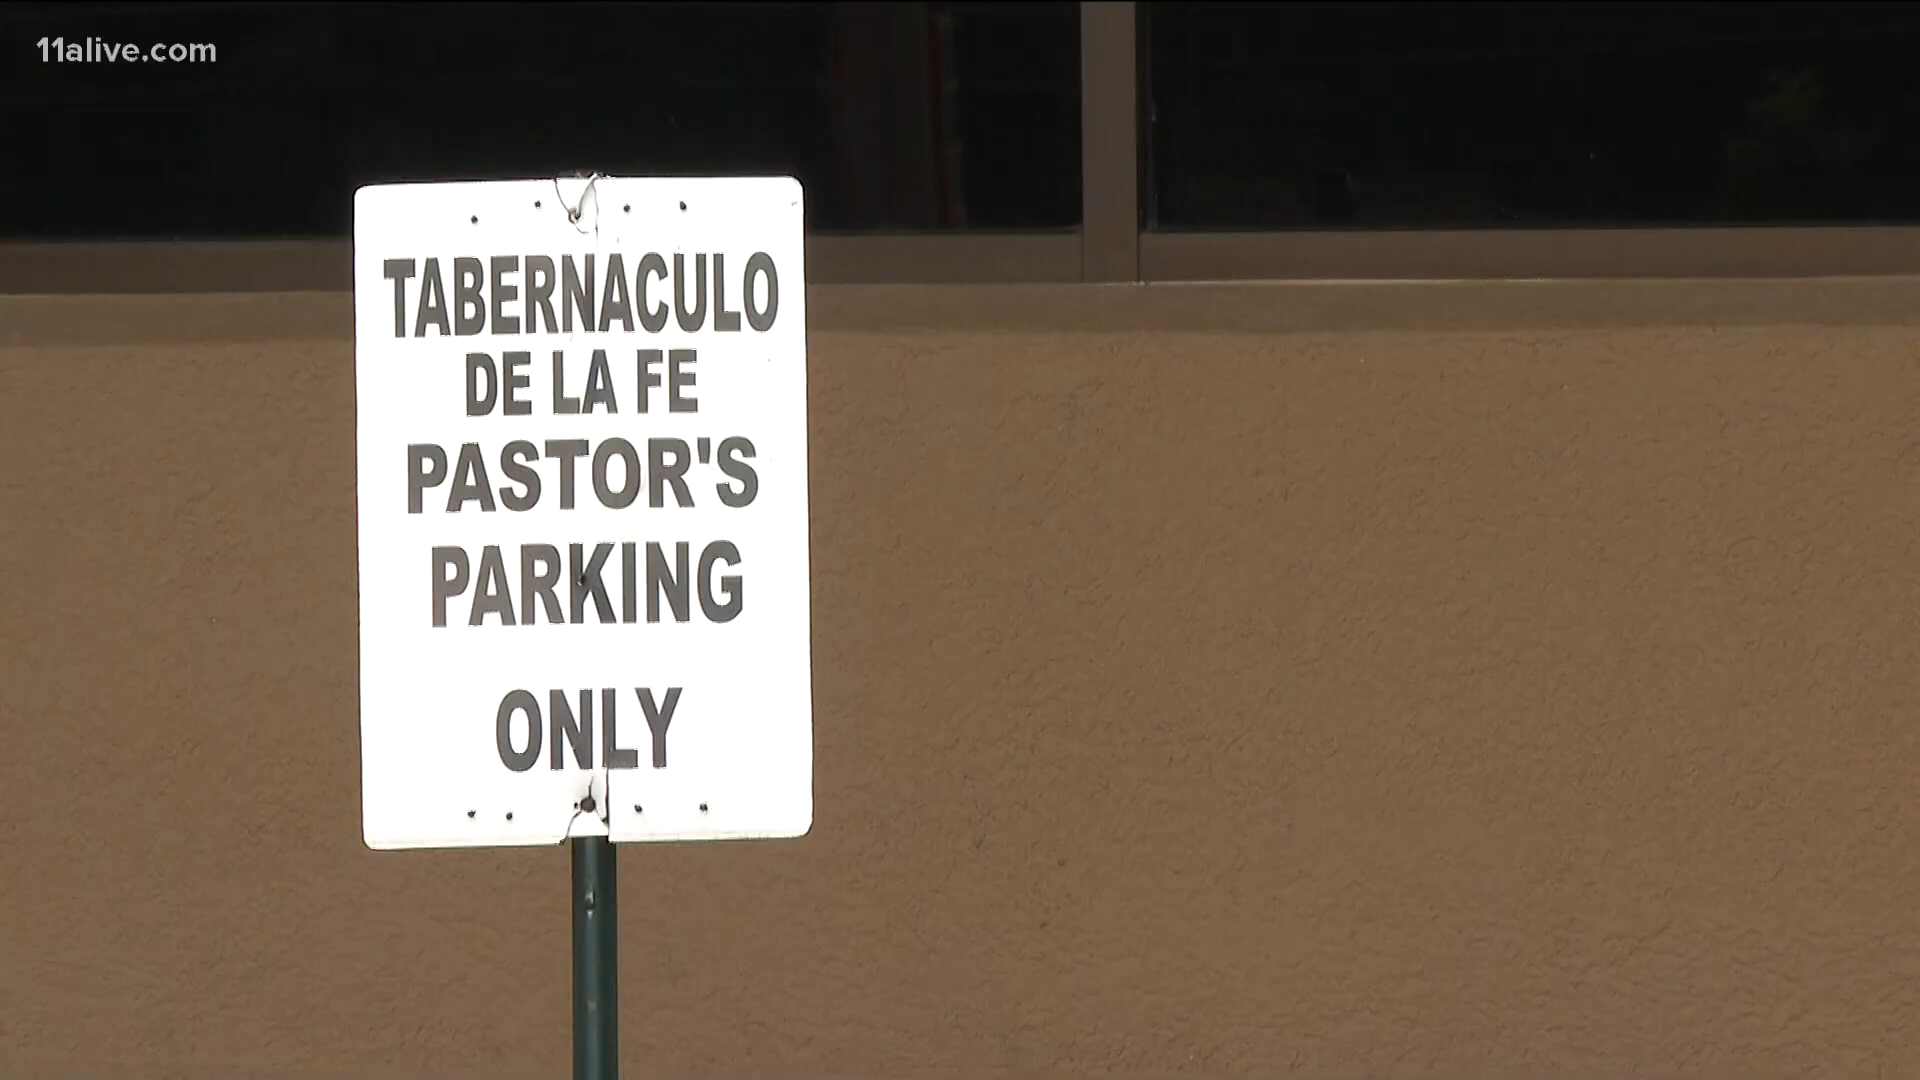 11alive.com
TABERNACULO
DE LA FE
PASTOR'S
PARKING
ONLY